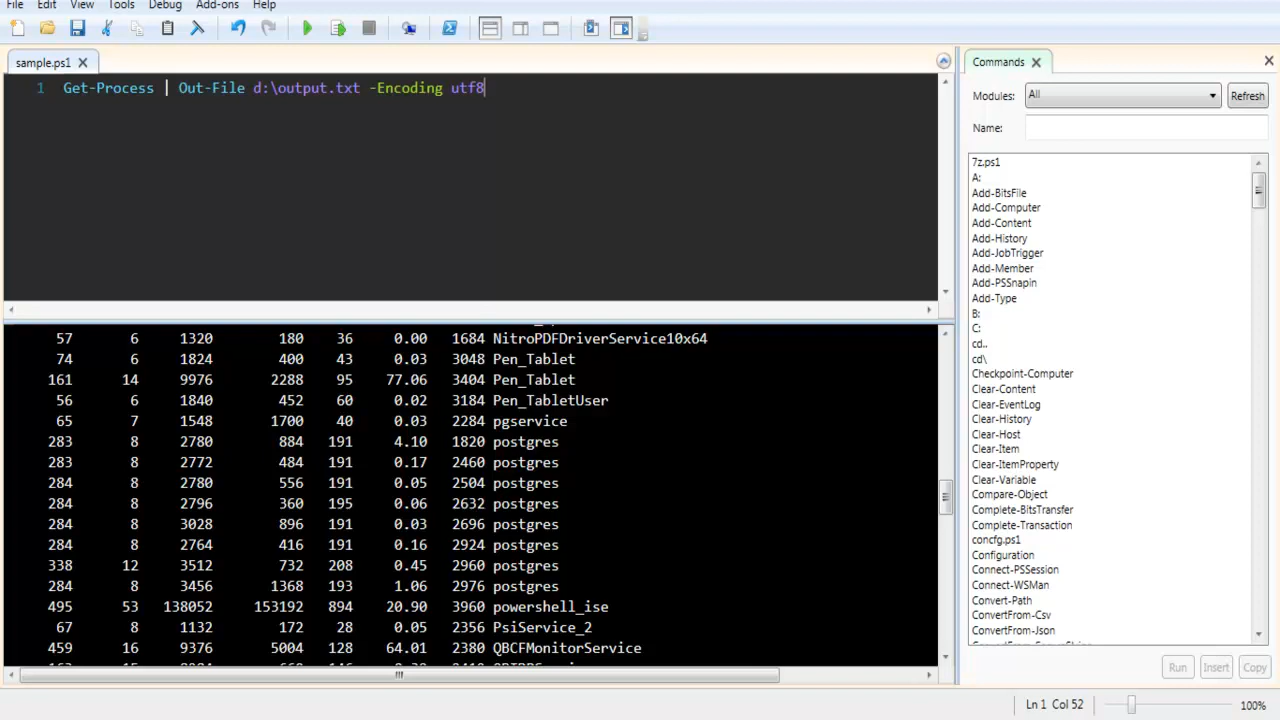 File Edit View Tools Debug Add-ons Help
sample.ps1
1 Get-Process | Out-File d:\output.txt -Encoding utf8
57 6 1320 180 36 0.00 1684 NitroPDFDriverService10x64
74 6 1824 400 43 0.03 3048 Pen_Tablet
161 14 9976 2288 95 77.06 3404 Pen_Tablet
56 6 1840 452 60 0.02 3184 Pen_TabletUser
65 7 1548 1700 40 0.03 2284 pgservice
283 8 2780 884 191 4.10 1820 postgres
283 8 2772 484 191 0.17 2460 postgres
284 8 2780 556 191 0.05 2504 postgres
284 8 2796 360 195 0.06 2632 postgres
284 8 3028 896 191 0.03 2696 postgres
284 8 2764 416 191 0.16 2924 postgres
338 12 3512 732 208 0.45 2960 postgres
284 8 3456 1368 193 1.06 2976 postgres
495 53 138052 153192 894 20.90 3960 powershell_ise
67 8 1132 172 28 0.05 2356 PsiService_2
459 16 9376 5004 128 64.01 2380 QBCFMonitorService
Commands
Modules: All Refresh
Name:
7z.ps1
A:
Add-BitsFile
Add-Computer
Add-Content
Add-History
Add-JobTrigger
Add-Member
Add-PSSnapin
Add-Type
B:
C:
cd..
cd\
Checkpoint-Computer
Clear-Content
Clear-EventLog
Clear-History
Clear-Host
Clear-Item
Clear-ItemProperty
Clear-Variable
Compare-Object
Complete-BitsTransfer
Complete-Transaction
concfg.ps1
Configuration
Connect-PSSession
Connect-WSMan
Convert-Path
ConvertFrom-Csv
ConvertFrom-Json
Run Insert Copy
Ln 1 Col 52 100%